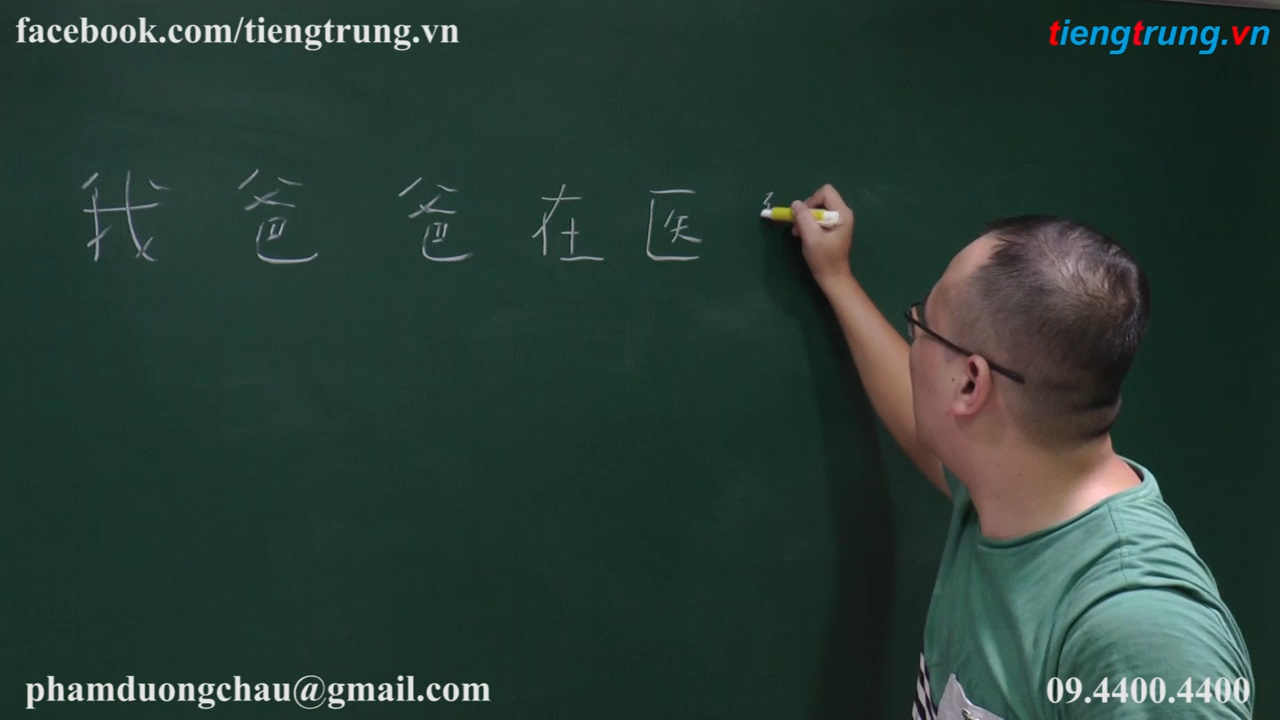 facebook.com/tiengtrung.vn
tiengtrung.vn
我爸爸在医
phamduongchau@gmail.com
09.4400.4400